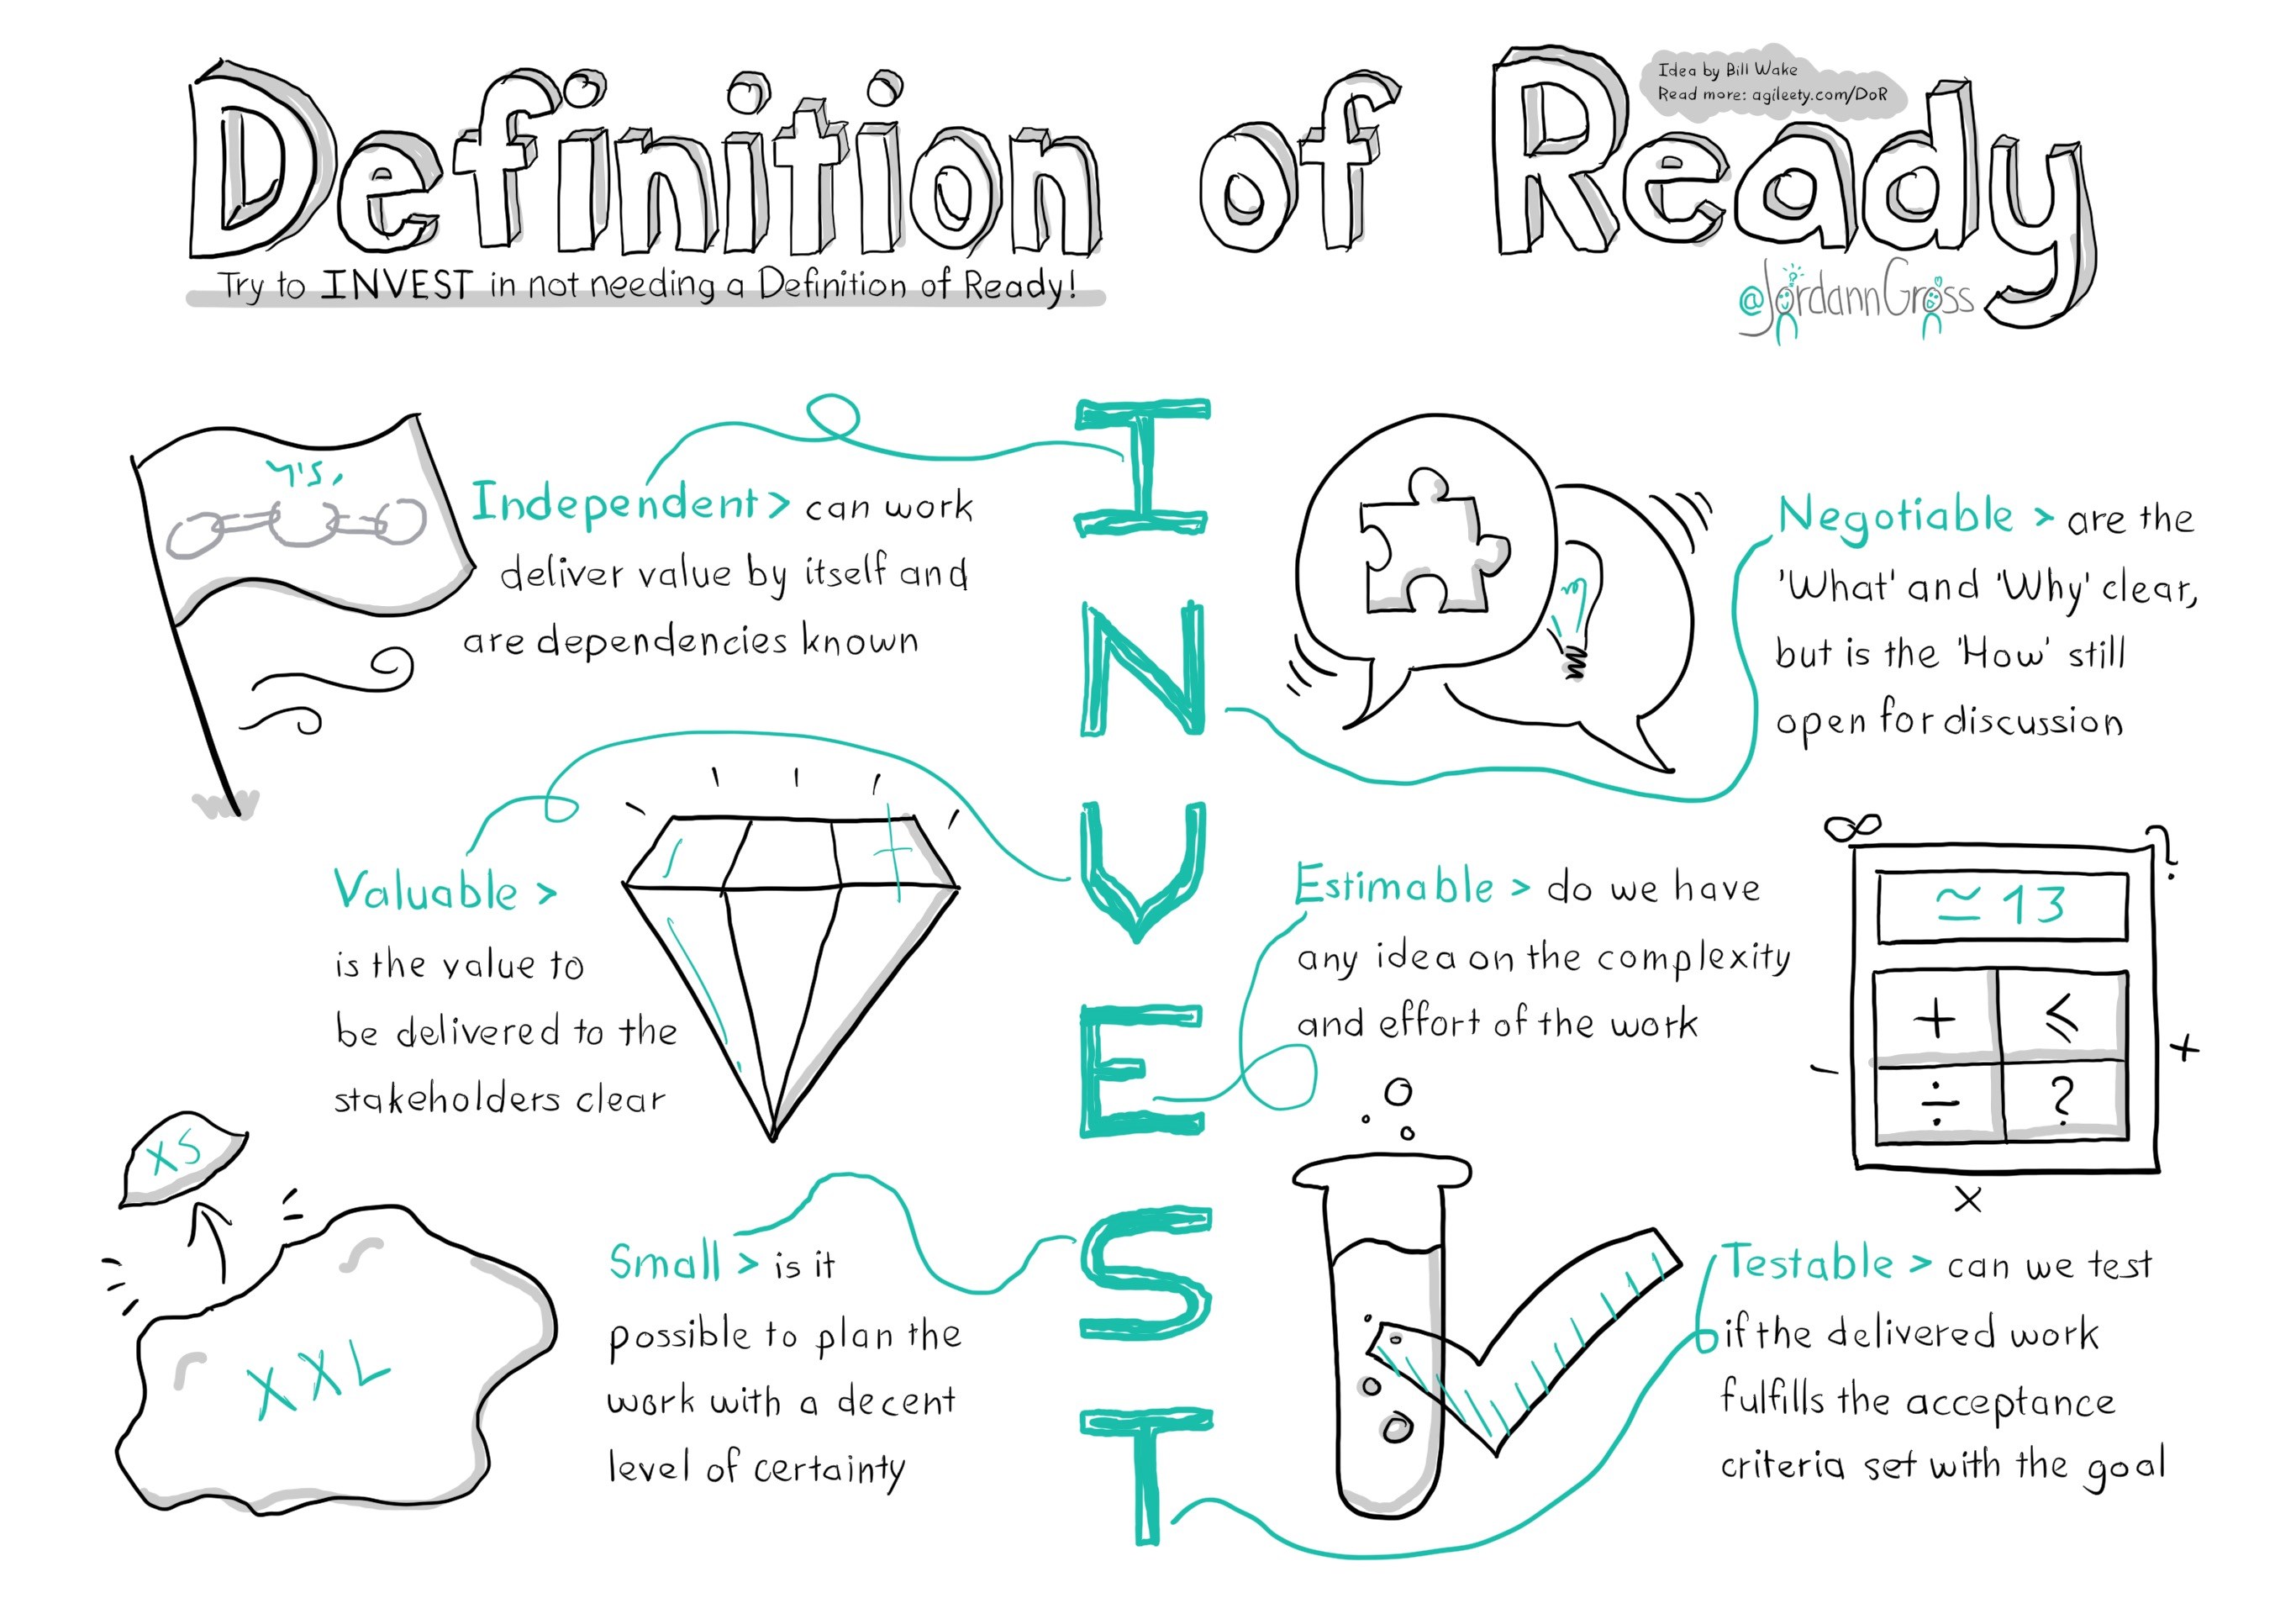 Definition of Ready
Idea by Bill Wake
Read more: agileety.com/DoR
Try to INVEST in not needing a Definition of Ready!
@JordannGross
I
N
V
E
S
T
Independent > can work
deliver value by itself and
are dependencies known
Negotiable > are the
'What' and 'Why' clear,
but is the 'How' still
open for discussion
Valuable >
is the value to
be delivered to the
stakeholders clear
Estimable > do we have
any idea on the complexity
and effort of the work
∞ ?
≃ 13
+ ≤
- +
÷ ?
x
XS
XXL
Small > is it
possible to plan the
work with a decent
level of certainty
Testable > can we test
if the delivered work
fulfills the acceptance
criteria set with the goal